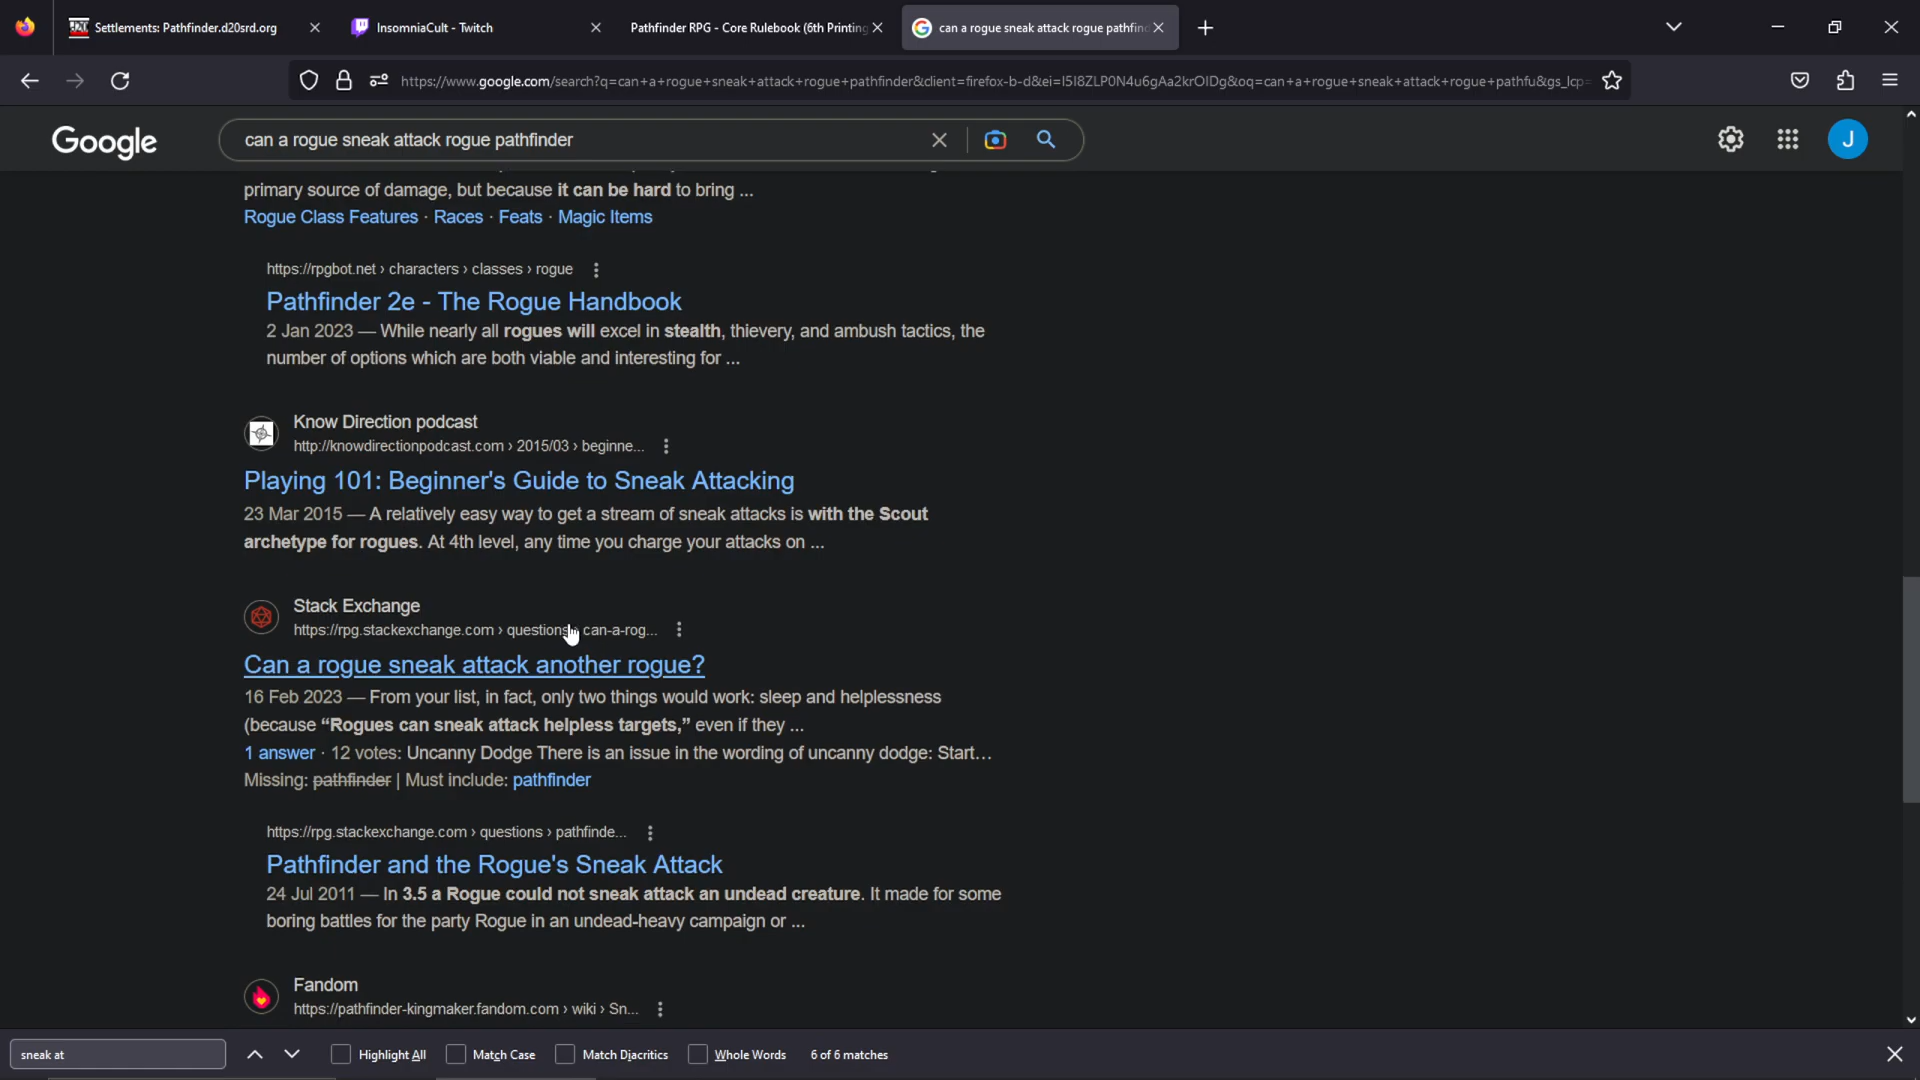 Settlements: Pathfinder.d20srd.org
InsomniaCult - Twitch
Pathfinder RPG - Core Rulebook (6th Printing
can a rogue sneak attack rogue pathfin
https://www.google.com/search?q=can+a+rogue+sneak+attack+rogue+pathfinder&client=firefox-b-d&ei=I5I8ZLP0N4u6gAa2krOIDg&oq=can+a+rogue+sneak+attack+rogue+pathfu&gs_lcp=
Google
can a rogue sneak attack rogue pathfinder
J
primary source of damage, but because it can be hard to bring ...
Rogue Class Features · Races · Feats · Magic Items
https://rpgbot.net › characters › classes › rogue
Pathfinder 2e - The Rogue Handbook
2 Jan 2023 — While nearly all rogues will excel in stealth, thievery, and ambush tactics, the
number of options which are both viable and interesting for ...
Know Direction podcast
http://knowdirectionpodcast.com › 2015/03 › beginne...
Playing 101: Beginner's Guide to Sneak Attacking
23 Mar 2015 — A relatively easy way to get a stream of sneak attacks is with the Scout
archetype for rogues. At 4th level, any time you charge your attacks on ...
Stack Exchange
https://rpg.stackexchange.com › questions › can-a-rog...
Can a rogue sneak attack another rogue?
16 Feb 2023 — From your list, in fact, only two things would work: sleep and helplessness
(because “Rogues can sneak attack helpless targets,” even if they ...
1 answer · 12 votes: Uncanny Dodge There is an issue in the wording of uncanny dodge: Start...
Missing: pathfinder | Must include: pathfinder
https://rpg.stackexchange.com › questions › pathfinde...
Pathfinder and the Rogue's Sneak Attack
24 Jul 2011 — In 3.5 a Rogue could not sneak attack an undead creature. It made for some
boring battles for the party Rogue in an undead-heavy campaign or ...
Fandom
https://pathfinder-kingmaker.fandom.com › wiki › Sn...
sneak at
Highlight All
Match Case
Match Diacritics
Whole Words
6 of 6 matches